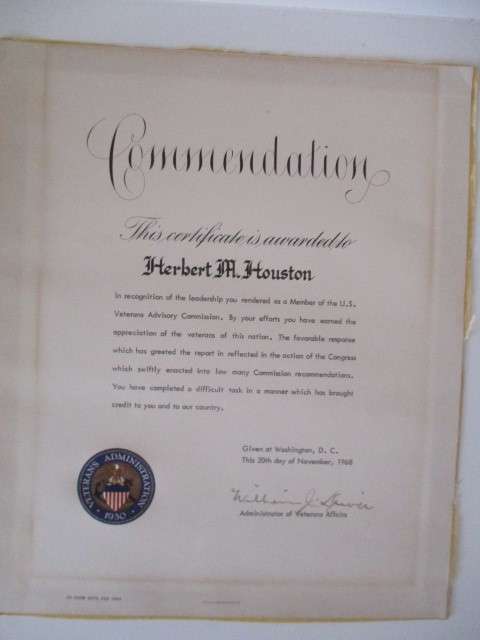 Commendation
This certificate is awarded to
Herbert M. Houston
In recognition of the leadership you rendered as a Member of the U.S.
Veterans Advisory Commission. By your efforts you have earned the
appreciation of the veterans of this nation. The favorable response
which has greeted the report in reflected in the action of the Congress
which swiftly enacted into law many Commission recommendations.
You have completed a difficult task in a manner which has brought
credit to you and to our country.
Given at Washington, D. C.
This 20th day of November, 1968
VETERANS ADMINISTRATION
1930
William J. Driver
Administrator of Veterans Affairs